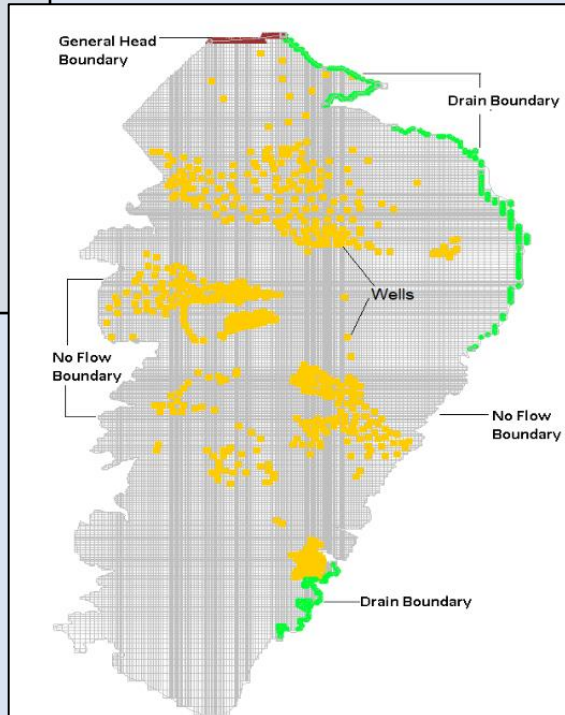 General Head
Boundary
Drain Boundary
Wells
No Flow
Boundary
No Flow
Boundary
Drain Boundary